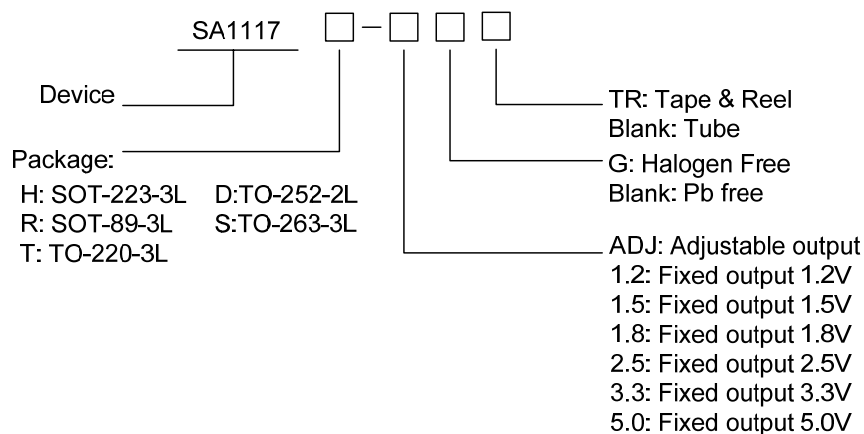 SA1117 □-□□□
Device
Package:
H: SOT-223-3L D:TO-252-2L
R: SOT-89-3L S:TO-263-3L
T: TO-220-3L
TR: Tape & Reel
Blank: Tube
G: Halogen Free
Blank: Pb free
ADJ: Adjustable output
1.2: Fixed output 1.2V
1.5: Fixed output 1.5V
1.8: Fixed output 1.8V
2.5: Fixed output 2.5V
3.3: Fixed output 3.3V
5.0: Fixed output 5.0V